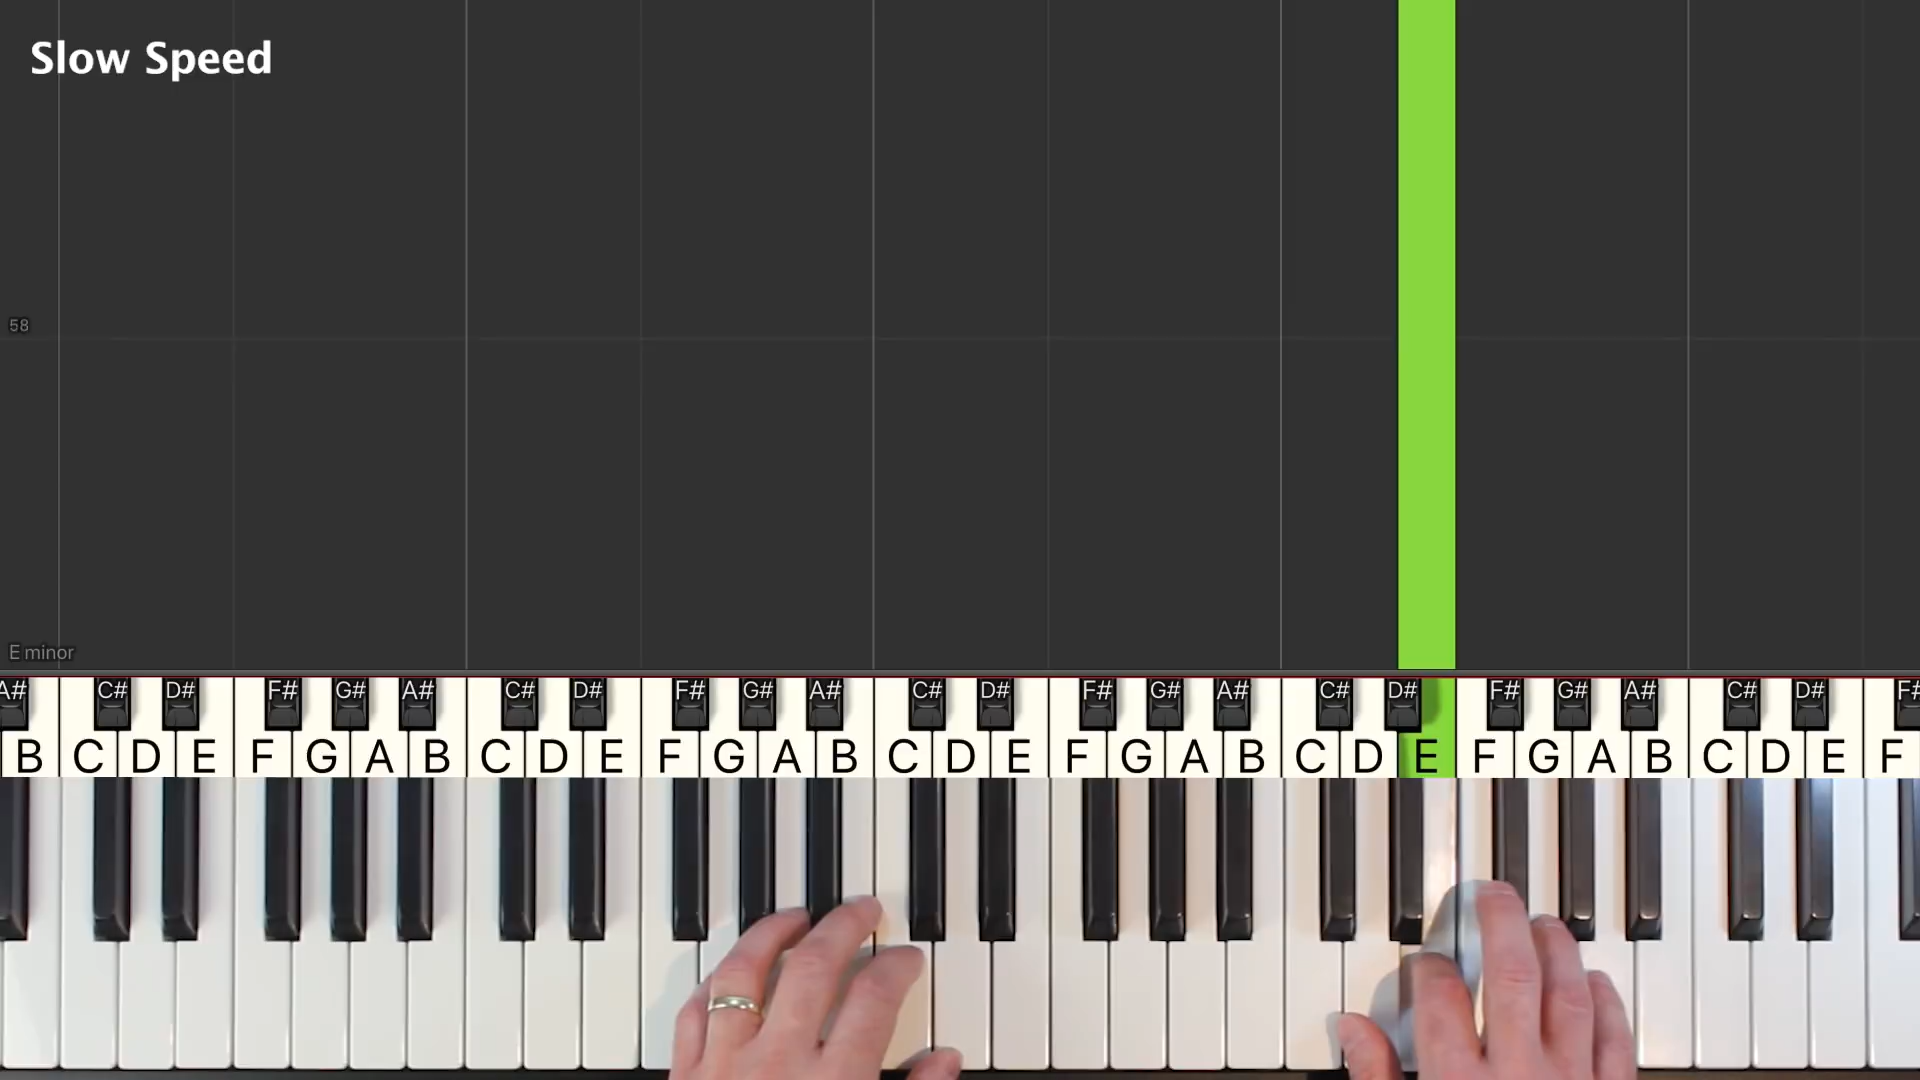 Slow Speed
58
E minor
A# C# D# F# G# A# C# D# F# G# A# C# D# F# G# A# C# D# F# G# A# C# D# F#
B C D E F G A B C D E F G A B C D E F G A B C D E F G A B C D E F